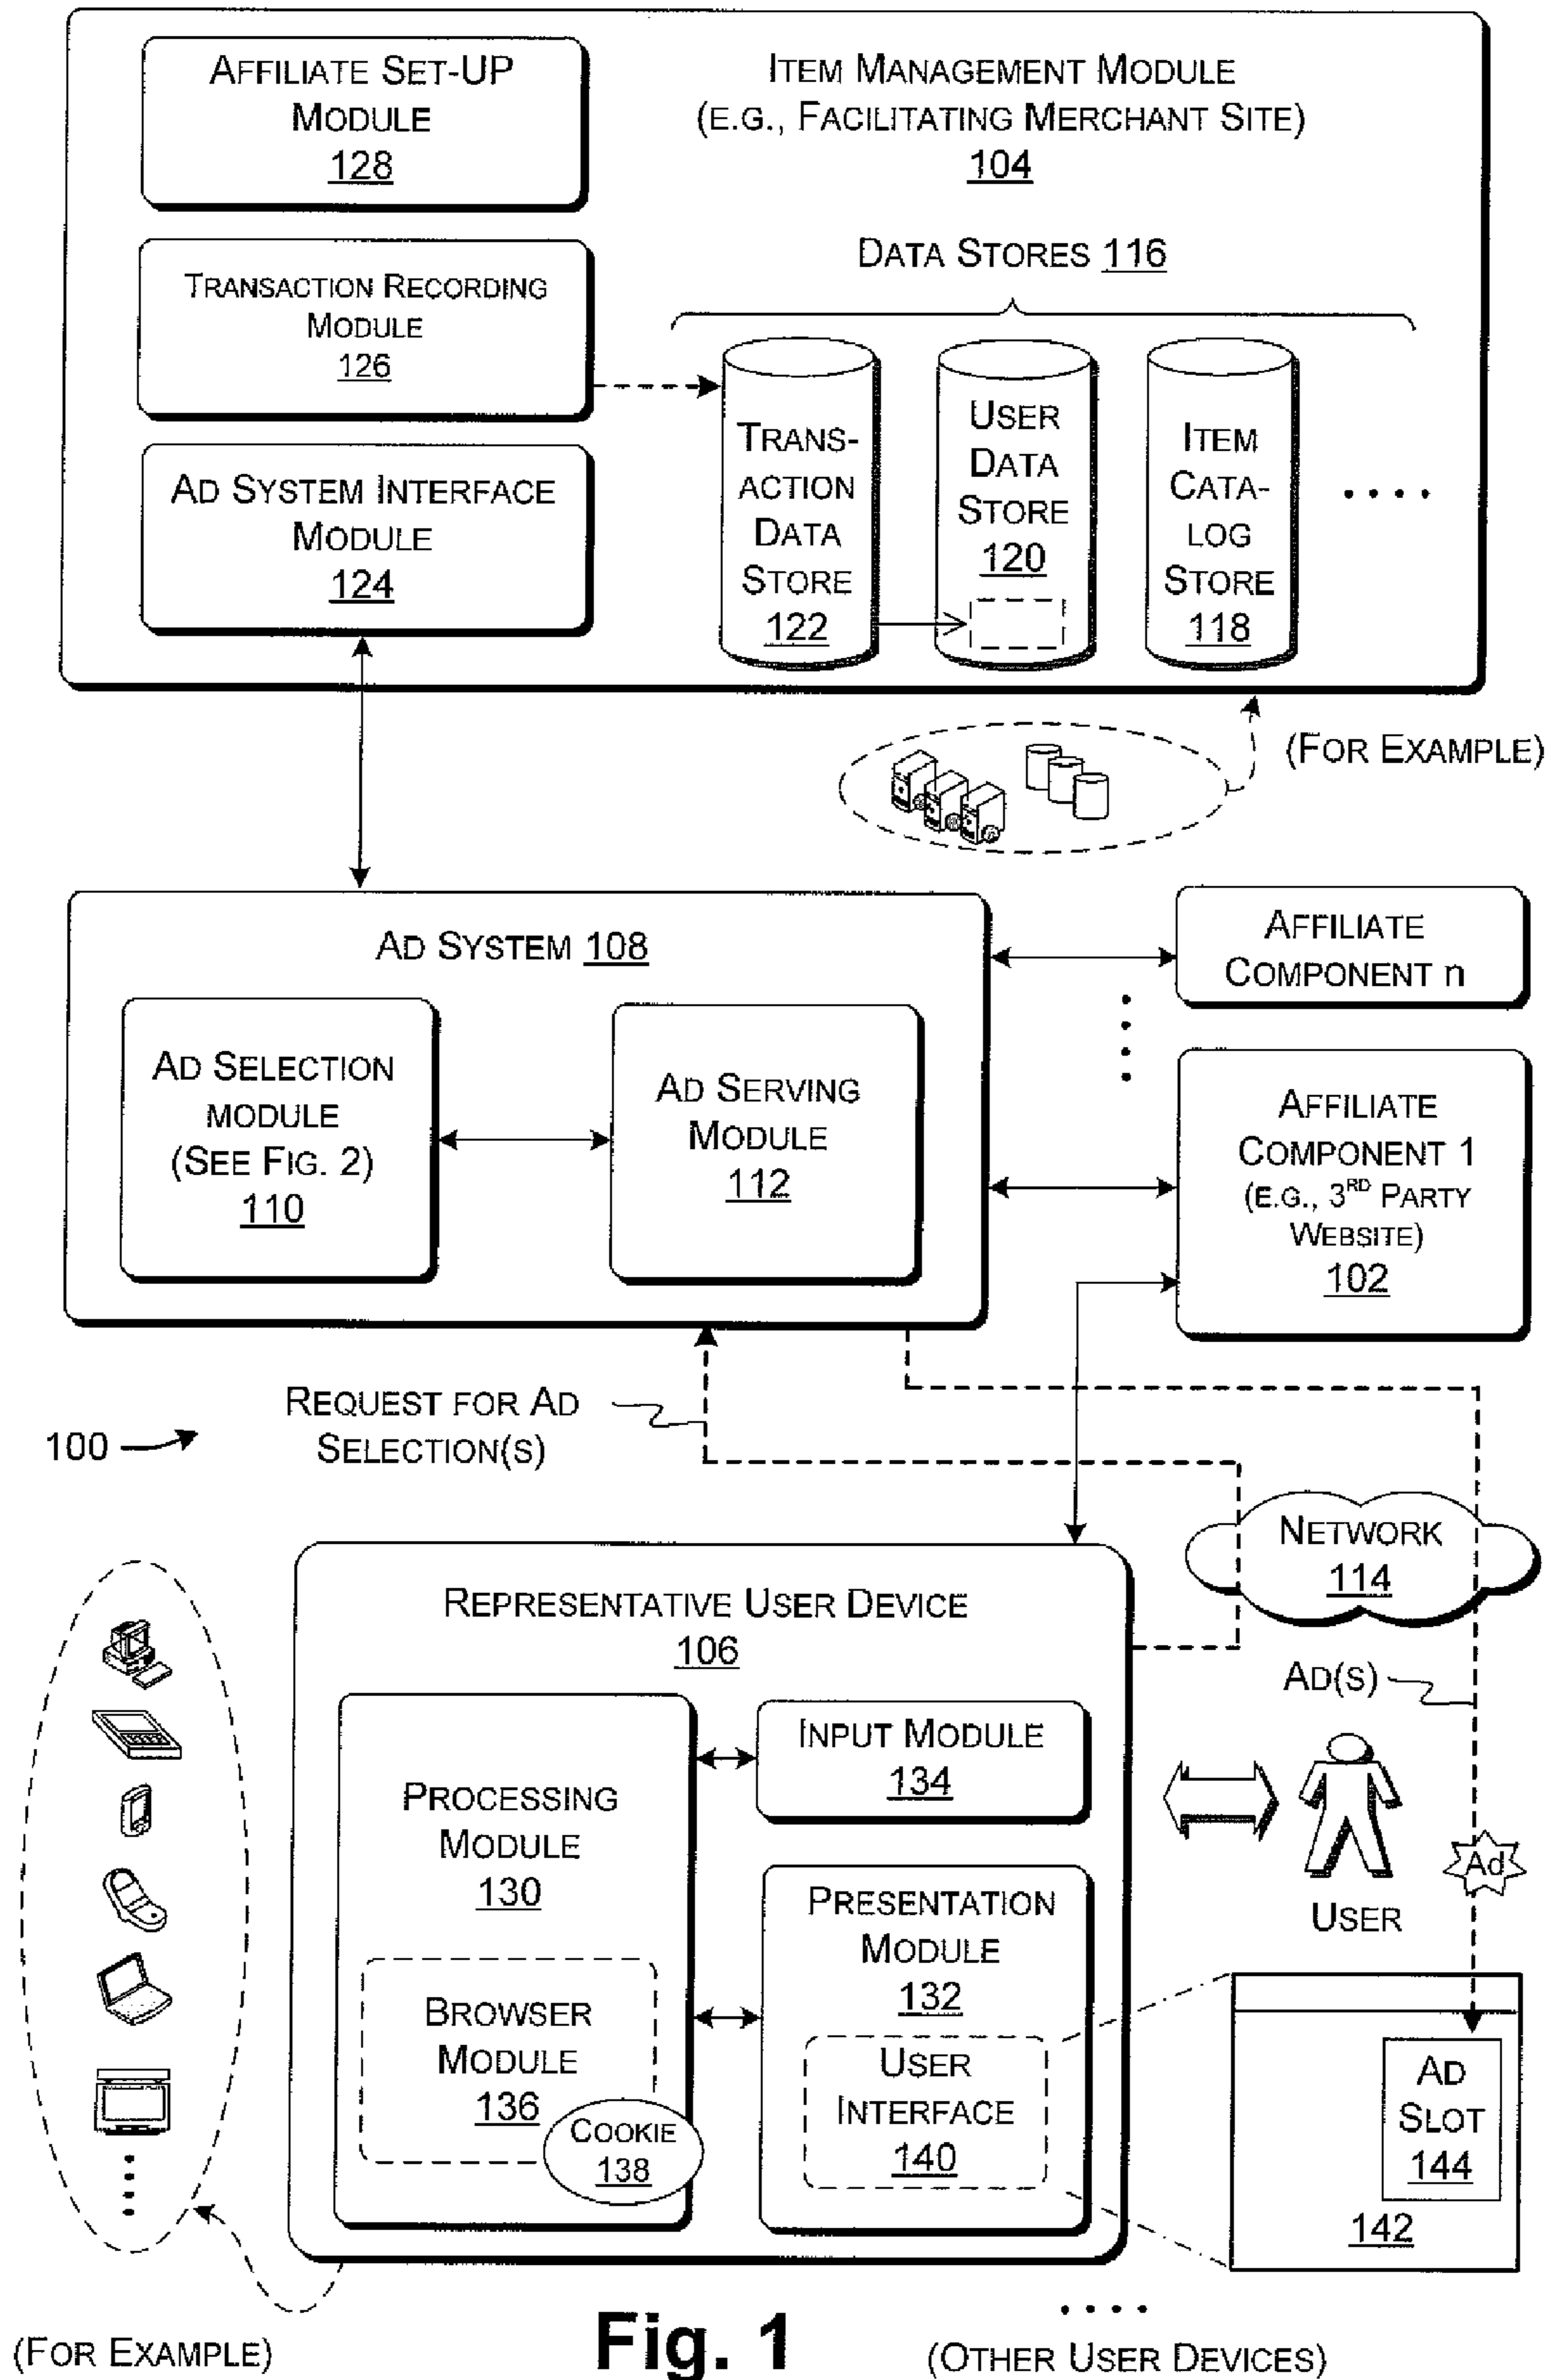 AFFILIATE SET-UP
MODULE
128
ITEM MANAGEMENT MODULE
(E.G., FACILITATING MERCHANT SITE)
104
TRANSACTION RECORDING
MODULE
126
DATA STORES 116
AD SYSTEM INTERFACE
MODULE
124
TRANS-
ACTION
DATA
STORE
122
USER
DATA
STORE
120
ITEM
CATA-
LOG
STORE
118
(FOR EXAMPLE)
AD SYSTEM 108
AD SELECTION
MODULE
(SEE FIG. 2)
110
AD SERVING
MODULE
112
AFFILIATE
COMPONENT n
AFFILIATE
COMPONENT 1
(E.G., 3RD PARTY
WEBSITE)
102
REQUEST FOR AD
SELECTION(S)
100
NETWORK
114
REPRESENTATIVE USER DEVICE
106
AD(S)
INPUT MODULE
134
PROCESSING
MODULE
130
USER
Ad
PRESENTATION
MODULE
132
BROWSER
MODULE
136
COOKIE
138
USER
INTERFACE
140
AD
SLOT
144
142
(FOR EXAMPLE)
Fig. 1
(OTHER USER DEVICES)